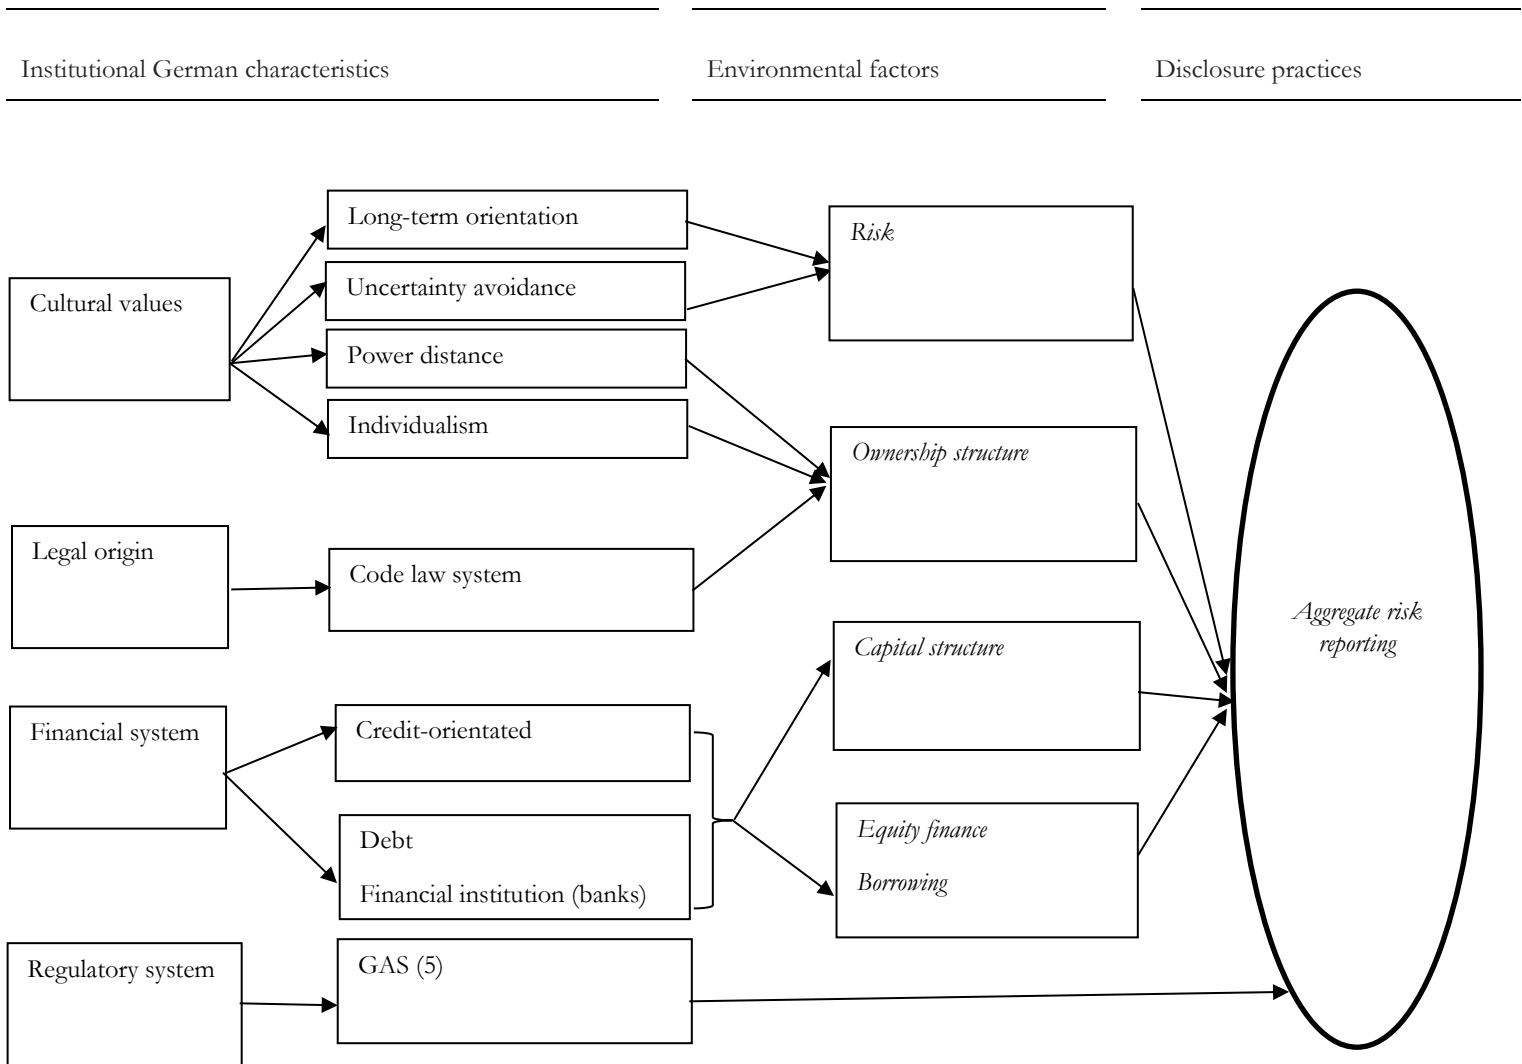 Institutional German characteristics
Environmental factors
Disclosure practices
Cultural values
Long-term orientation
Uncertainty avoidance
Power distance
Individualism
Risk
Legal origin
Code law system
Ownership structure
Financial system
Credit-orientated
Debt
Financial institution (banks)
Capital structure
Equity finance
Borrowing
Regulatory system
GAS (5)
Aggregate risk
reporting